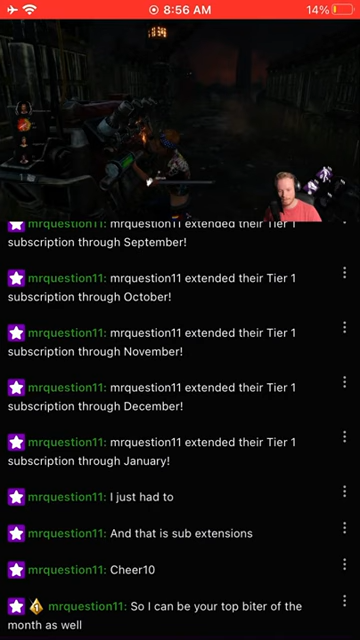 8:56 AM
14%
mrquestion11: mrquestion11 extended their Tier 1
subscription through September!
mrquestion11: mrquestion11 extended their Tier 1
subscription through October!
mrquestion11: mrquestion11 extended their Tier 1
subscription through November!
mrquestion11: mrquestion11 extended their Tier 1
subscription through December!
mrquestion11: mrquestion11 extended their Tier 1
subscription through January!
mrquestion11: I just had to
mrquestion11: And that is sub extensions
mrquestion11: Cheer10
1 mrquestion11: So I can be your top biter of the
month as well